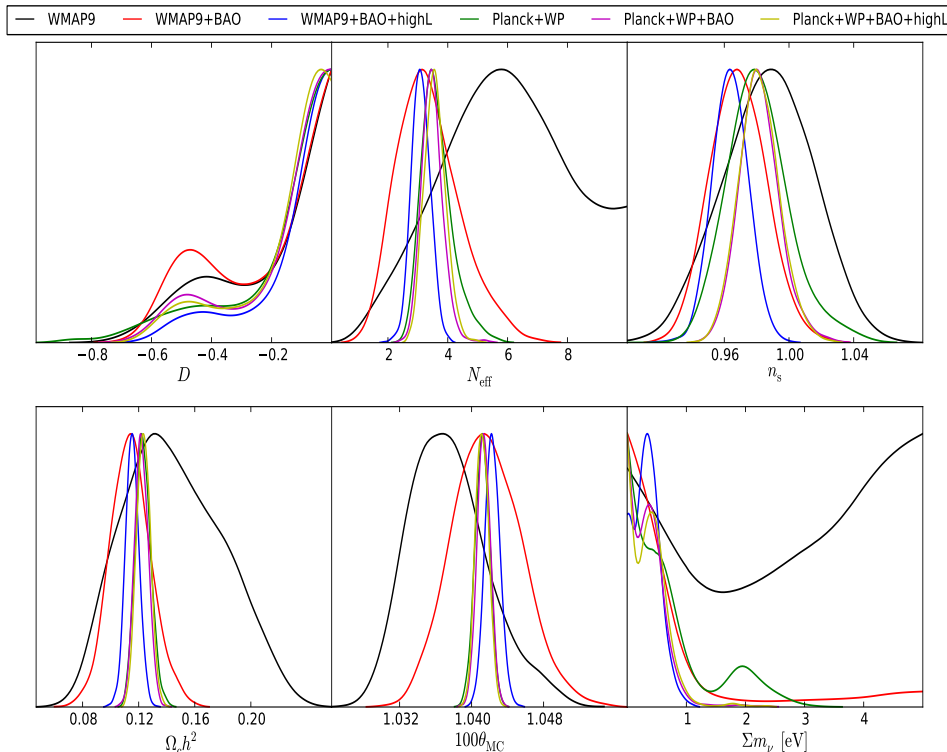 WMAP9 WMAP9+BAO WMAP9+BAO+highL Planck+WP Planck+WP+BAO+highL Planck+WP+BAO+highL
−0.8 −0.6 −0.4 −0.2 2 4 6 8 0.96 1.00 1.04
D N_eff n_s
0.08 0.12 0.16 0.20 1.032 1.040 1.048 1 2 3 4
Ω_c h² 100θ_MC Σm_ν [eV]